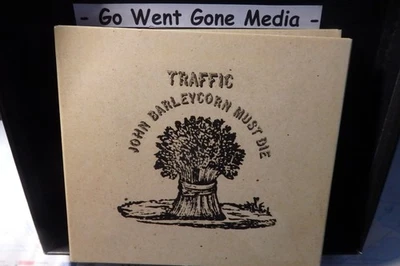 - Go Went Gone Media -
TRAFFIC
JOHN BARLEYCORN MUST DIE